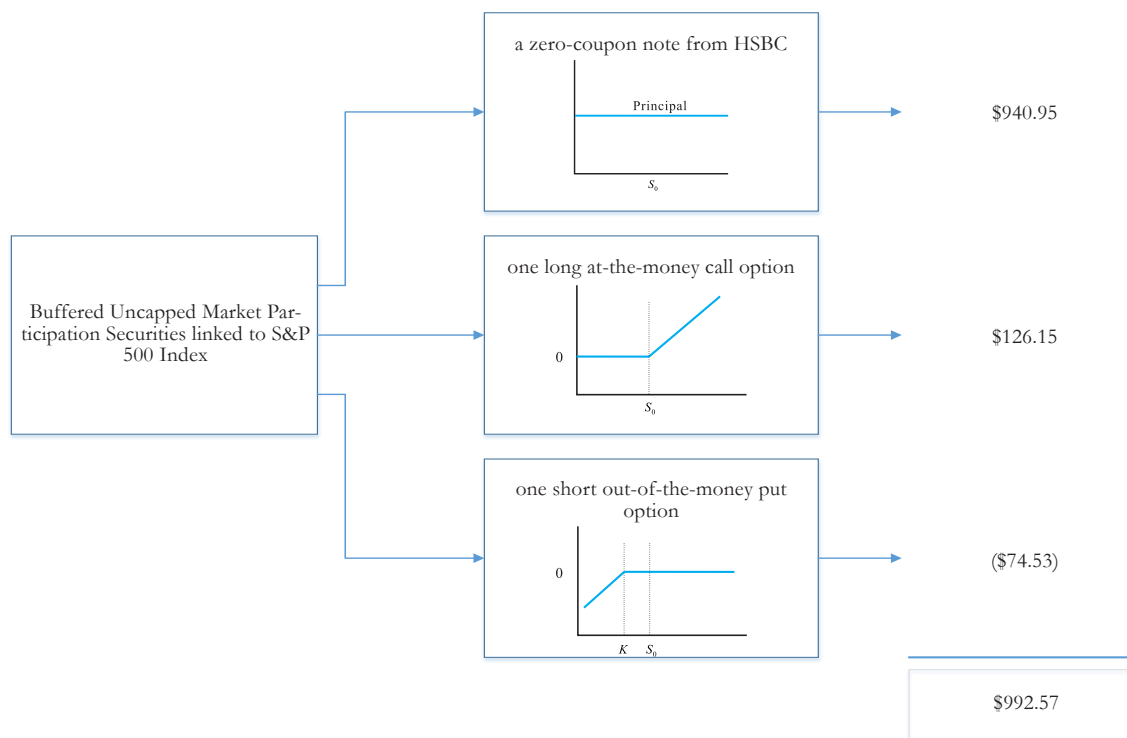 a zero-coupon note from HSBC
Principal
S₀
$940.95
Buffered Uncapped Market Par-
ticipation Securities linked to S&P
500 Index
one long at-the-money call option
0
S₀
$126.15
one short out-of-the-money put
option
0
K S₀
($74.53)
$992.57